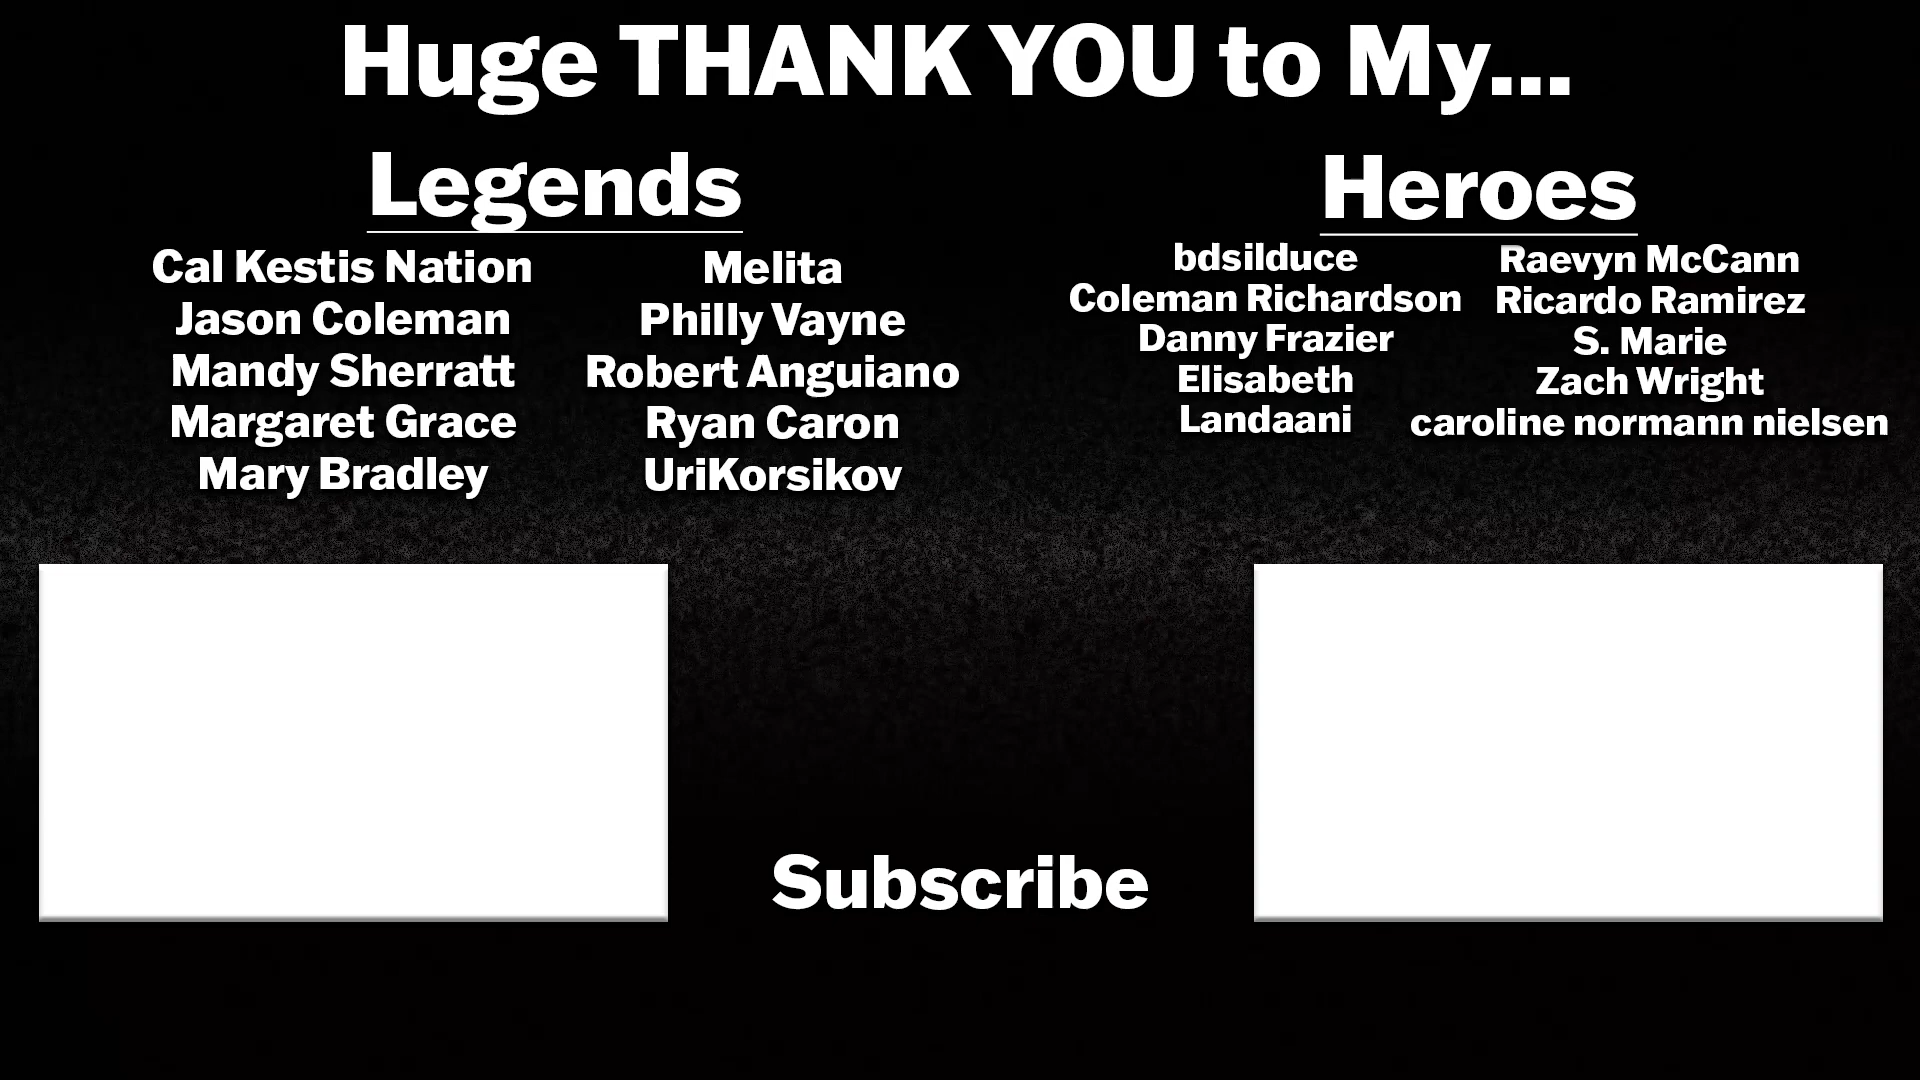 Huge THANK YOU to My...
Legends
Cal Kestis Nation
Jason Coleman
Mandy Sherratt
Margaret Grace
Mary Bradley
Melita
Philly Vayne
Robert Anguiano
Ryan Caron
UriKorsikov
Heroes
bdsilduce
Coleman Richardson
Danny Frazier
Elisabeth
Landaani
Raevyn McCann
Ricardo Ramirez
S. Marie
Zach Wright
caroline normann nielsen
Subscribe